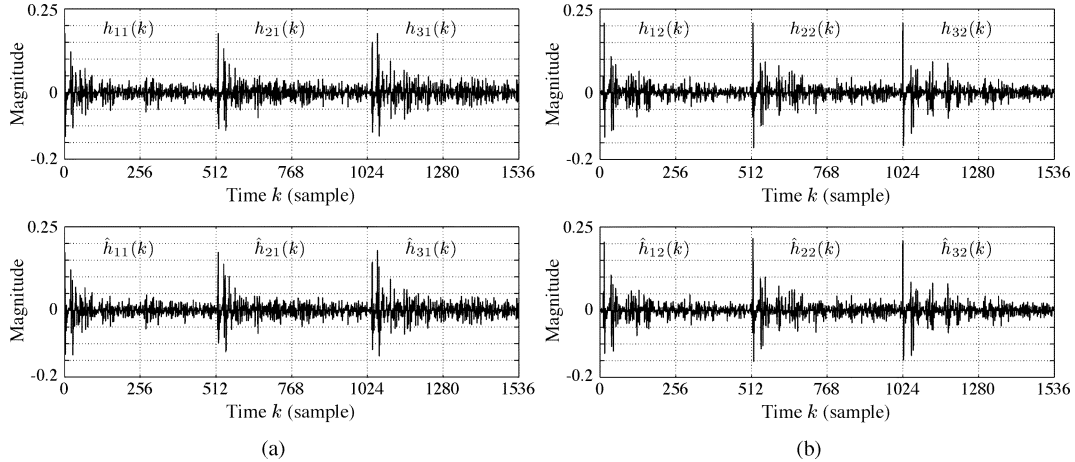 0.25
h₁₁(k) h₂₁(k) h₃₁(k)
Magnitude
0
-0.2
0 256 512 768 1024 1280 1536
Time k (sample)
0.25
h₁₂(k) h₂₂(k) h₃₂(k)
Magnitude
0
-0.2
0 256 512 768 1024 1280 1536
Time k (sample)
0.25
ĥ₁₁(k) ĥ₂₁(k) ĥ₃₁(k)
Magnitude
0
-0.2
0 256 512 768 1024 1280 1536
Time k (sample)
0.25
ĥ₁₂(k) ĥ₂₂(k) ĥ₃₂(k)
Magnitude
0
-0.2
0 256 512 768 1024 1280 1536
Time k (sample)
(a)
(b)